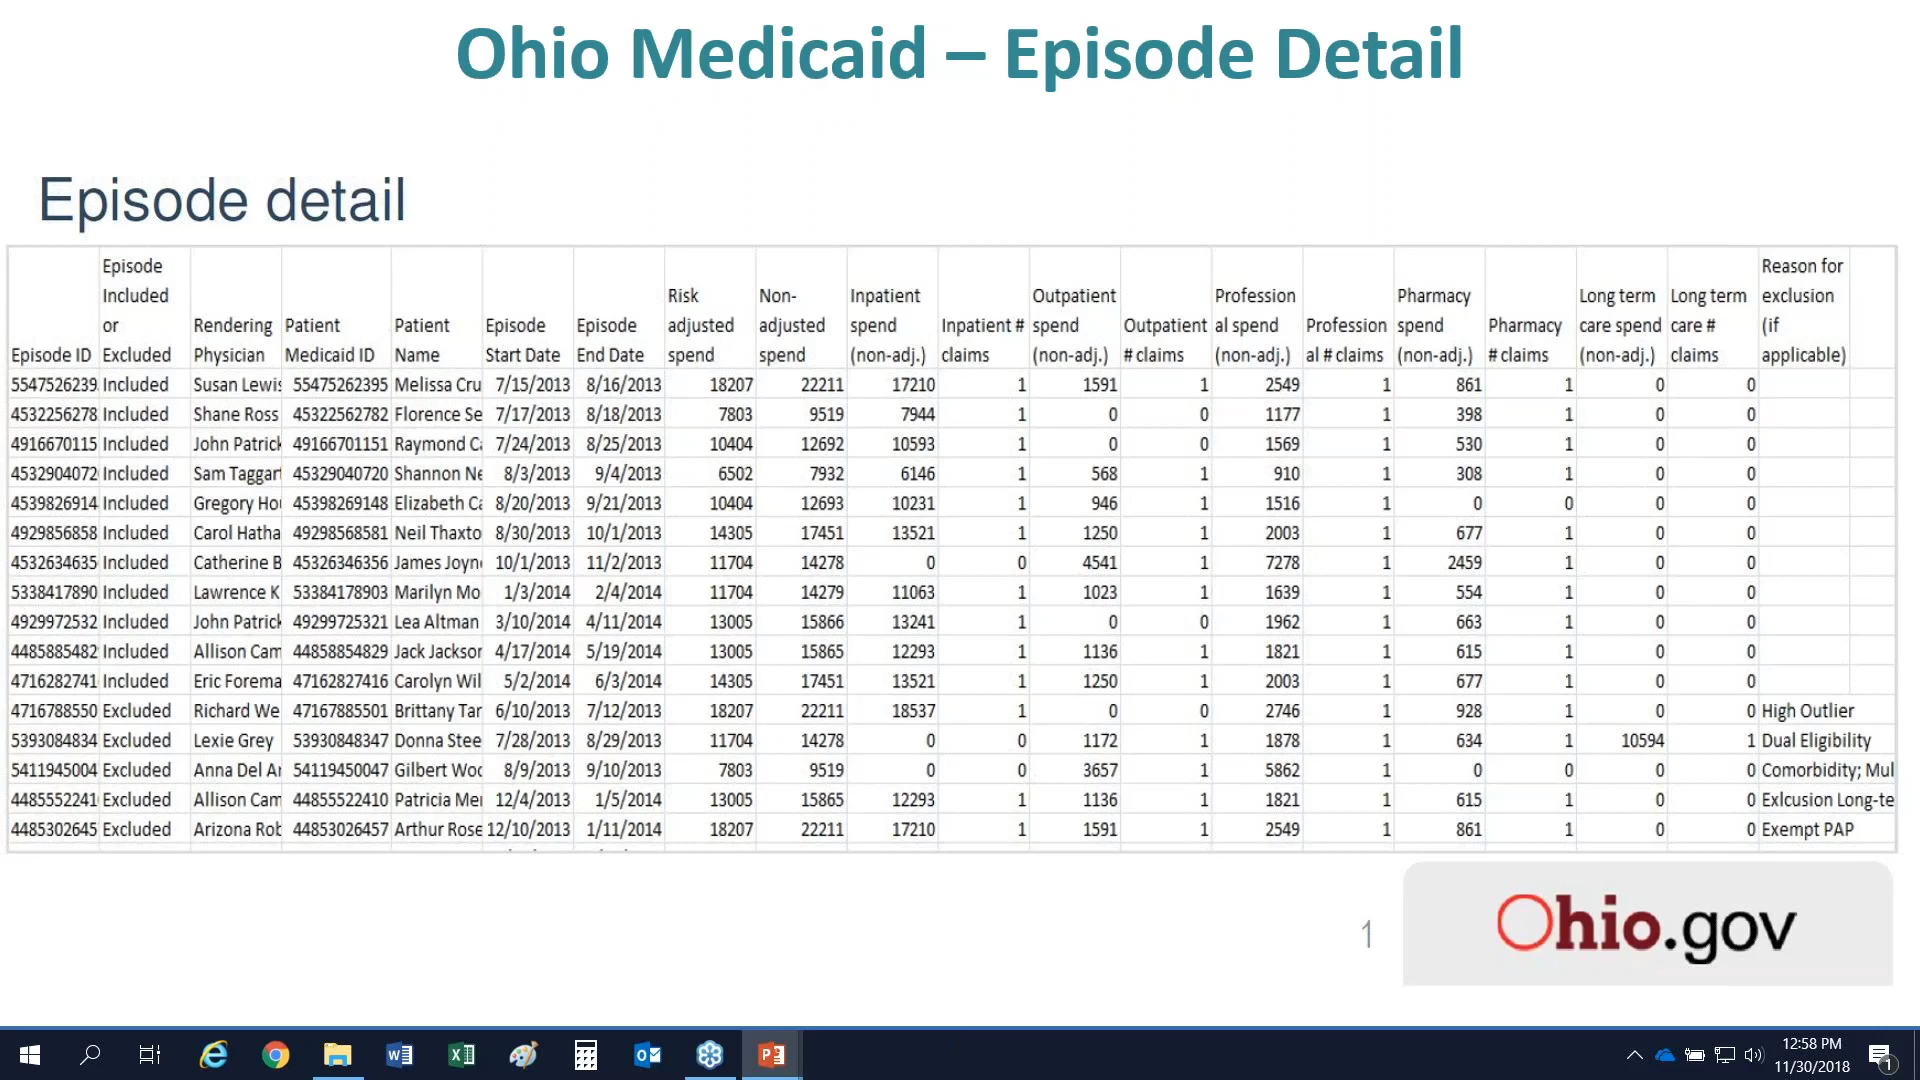 Ohio Medicaid – Episode Detail
Episode detail
Episode ID Episode Included or Excluded Rendering Physician Patient Medicaid ID Patient Name Episode Start Date Episode End Date Risk adjusted spend Non-adjusted spend Inpatient spend (non-adj.) Inpatient # claims Outpatient spend (non-adj.) Outpatient # claims Profession al spend (non-adj.) Profession al # claims Pharmacy spend (non-adj.) Pharmacy # claims Long term care spend (non-adj.) Long term care # claims Reason for exclusion (if applicable)
5547526239 Included Susan Lewis 55475262395 Melissa Cru 7/15/2013 8/16/2013 18207 22211 17210 1 1591 1 2549 1 861 1 0 0
4532256278 Included Shane Ross 45322562782 Florence Se 7/17/2013 8/18/2013 7803 9519 7944 1 0 0 1177 1 398 1 0 0
4916670115 Included John Patrick 49166701151 Raymond Ca 7/24/2013 8/25/2013 10404 12692 10593 1 0 0 1569 1 530 1 0 0
4532904072 Included Sam Taggart 45329040720 Shannon Ne 8/3/2013 9/4/2013 6502 7932 6146 1 568 1 910 1 308 1 0 0
4539826914 Included Gregory Hou 45398269148 Elizabeth Ca 8/20/2013 9/21/2013 10404 12693 10231 1 946 1 1516 1 0 0 0 0
4929856858 Included Carol Hatha 49298568581 Neil Thaxto 8/30/2013 10/1/2013 14305 17451 13521 1 1250 1 2003 1 677 1 0 0
4532634635 Included Catherine B 45326346356 James Joyn 10/1/2013 11/2/2013 11704 14278 0 0 4541 1 7278 1 2459 1 0 0
5338417890 Included Lawrence K 53384178903 Marilyn Mo 1/3/2014 2/4/2014 11704 14279 11063 1 1023 1 1639 1 554 1 0 0
4929972532 Included John Patrick 49299725321 Lea Altman 3/10/2014 4/11/2014 13005 15866 13241 1 0 0 1962 1 663 1 0 0
4485885482 Included Allison Cam 44858854829 Jack Jackson 4/17/2014 5/19/2014 13005 15865 12293 1 1136 1 1821 1 615 1 0 0
4716282741 Included Eric Forema 47162827416 Carolyn Wil 5/2/2014 6/3/2014 14305 17451 13521 1 1250 1 2003 1 677 1 0 0
4716788550 Excluded Richard We 47167885501 Brittany Tar 6/10/2013 7/12/2013 18207 22211 18537 1 0 0 2746 1 928 1 0 0 High Outlier
5393084834 Excluded Lexie Grey 53930848347 Donna Stee 7/28/2013 8/29/2013 11704 14278 0 0 1172 1 1878 1 634 1 10594 1 Dual Eligibility
5411945004 Excluded Anna Del Ar 54119450047 Gilbert Woo 8/9/2013 9/10/2013 7803 9519 0 0 3657 1 5862 1 0 0 0 0 Comorbidity; Mul
4485552241 Excluded Allison Cam 44855522410 Patricia Mer 12/4/2013 1/5/2014 13005 15865 12293 1 1136 1 1821 1 615 1 0 0 Exlcusion Long-te
4485302645 Excluded Arizona Rob 44853026457 Arthur Rose 12/10/2013 1/11/2014 18207 22211 17210 1 1591 1 2549 1 861 1 0 0 Exempt PAP
1
Ohio.gov
12:58 PM
11/30/2018
1